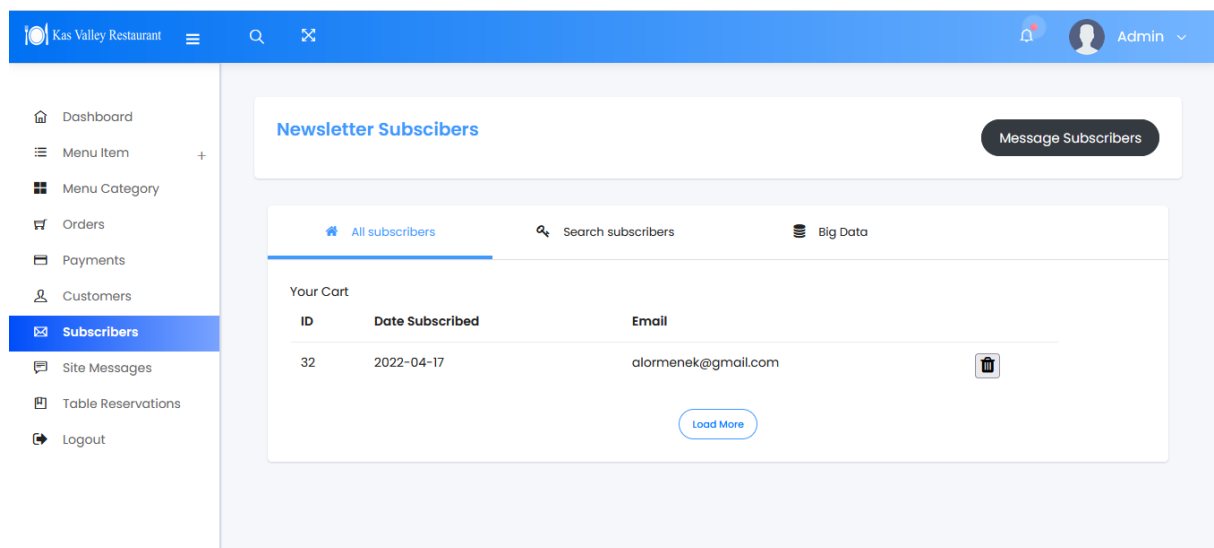 Kas Valley Restaurant
Admin
Dashboard
Menu Item +
Menu Category
Orders
Payments
Customers
Subscribers
Site Messages
Table Reservations
Logout
Newsletter Subscibers
Message Subscribers
All subscribers Search subscribers Big Data
Your Cart
ID Date Subscribed Email
32 2022-04-17 alormenek@gmail.com
Load More